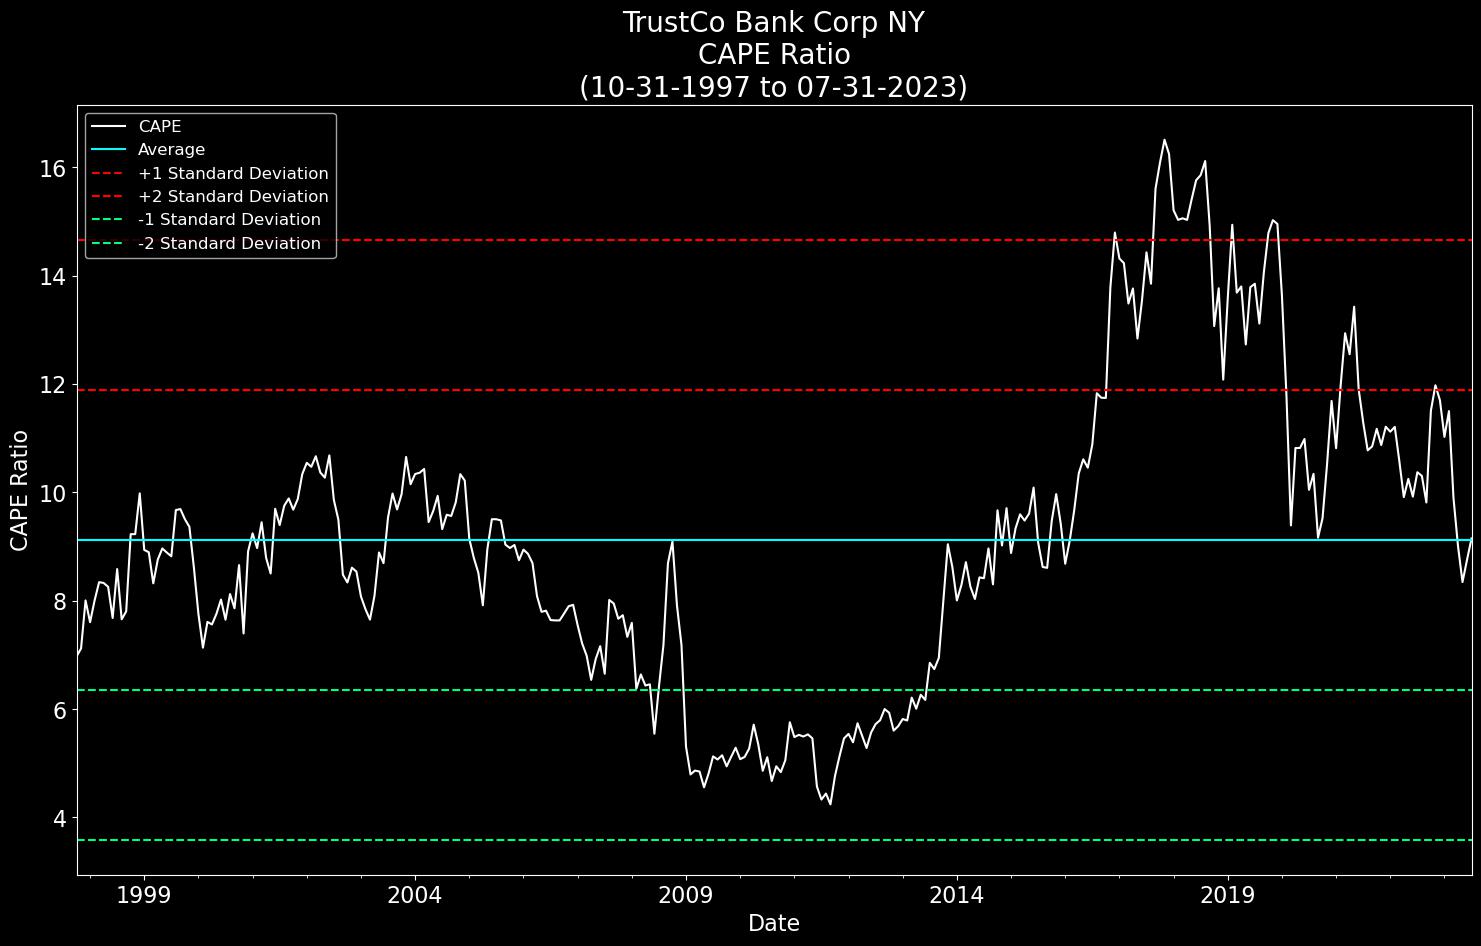 TrustCo Bank Corp NY
CAPE Ratio
(10-31-1997 to 07-31-2023)
CAPE
Average
+1 Standard Deviation
+2 Standard Deviation
-1 Standard Deviation
-2 Standard Deviation
CAPE Ratio
16
14
12
10
8
6
4
1999
2004
2009
2014
2019
Date